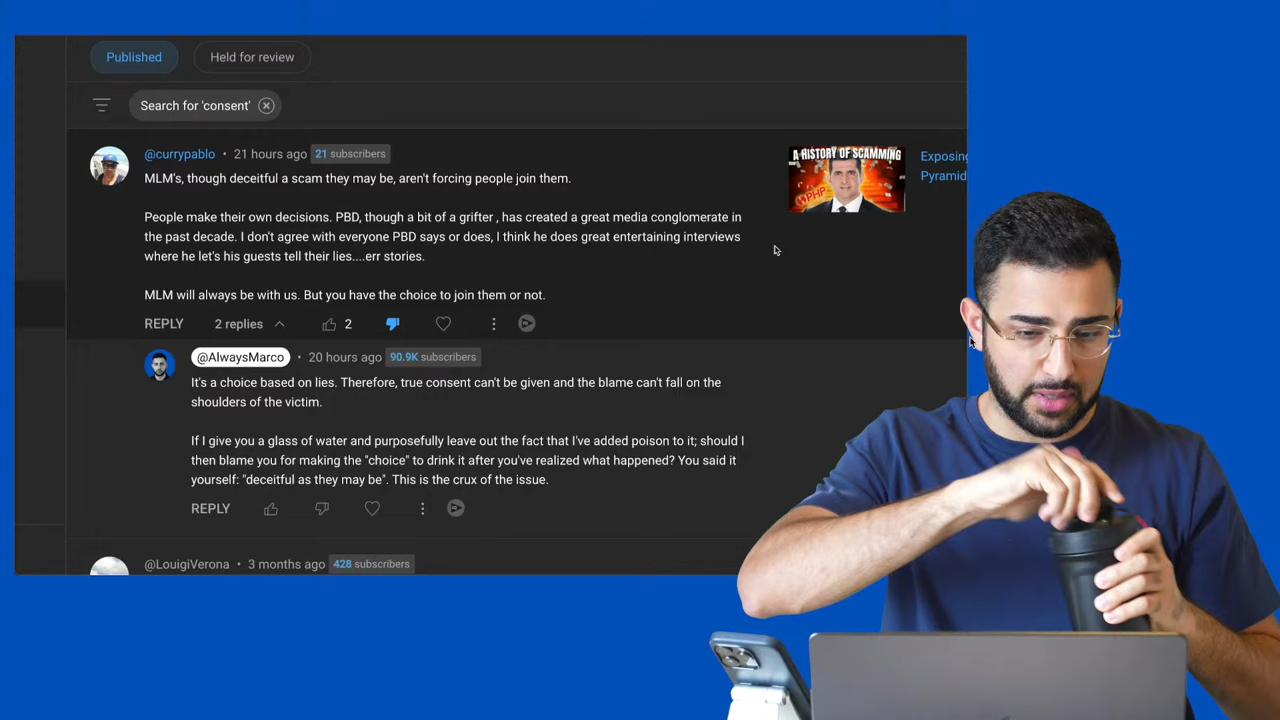 Published
Held for review
Search for 'consent'
@currypablo • 21 hours ago 21 subscribers
MLM's, though deceitful a scam they may be, aren't forcing people join them.
People make their own decisions. PBD, though a bit of a grifter , has created a great media conglomerate in
the past decade. I don't agree with everyone PBD says or does, I think he does great entertaining interviews
where he let's his guests tell their lies....err stories.
MLM will always be with us. But you have the choice to join them or not.
REPLY 2 replies 2
A HISTORY OF SCAMMING
PHP
Exposing
Pyramid
@AlwaysMarco • 20 hours ago 90.9K subscribers
It's a choice based on lies. Therefore, true consent can't be given and the blame can't fall on the
shoulders of the victim.
If I give you a glass of water and purposefully leave out the fact that I've added poison to it; should I
then blame you for making the "choice" to drink it after you've realized what happened? You said it
yourself: "deceitful as they may be". This is the crux of the issue.
REPLY
@LouigiVerona • 3 months ago 428 subscribers